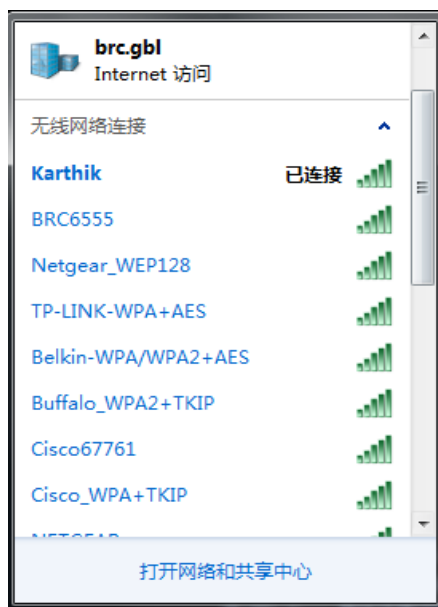 brc.gbl
Internet 访问
无线网络连接
Karthik 已连接
BRC6555
Netgear_WEP128
TP-LINK-WPA+AES
Belkin-WPA/WPA2+AES
Buffalo_WPA2+TKIP
Cisco67761
Cisco_WPA+TKIP
NETGEAR
打开网络和共享中心